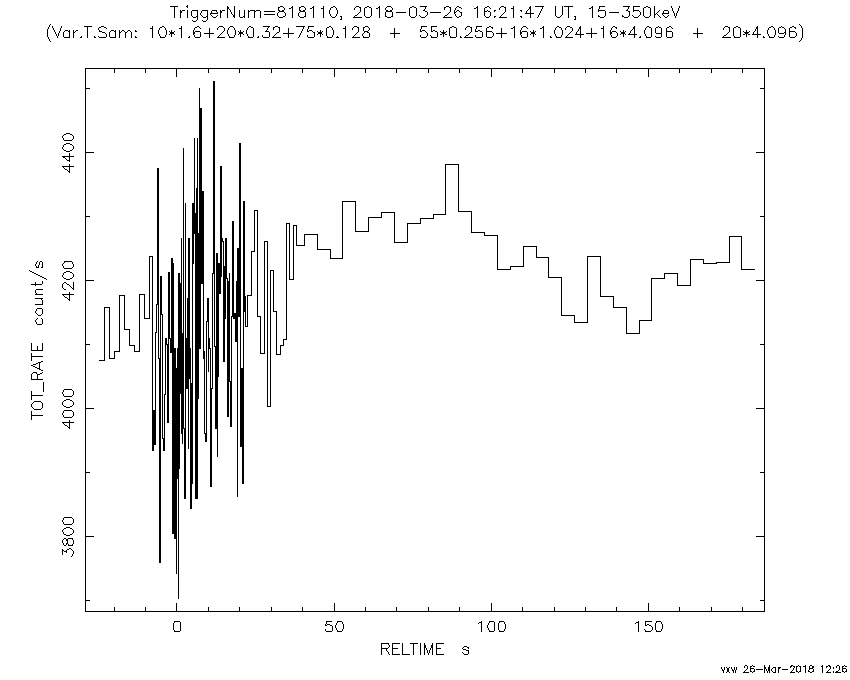 TriggerNum=818110, 2018-03-26 16:21:47 UT, 15-350keV
(Var.T.Sam: 10*1.6+20*0.32+75*0.128 + 55*0.256+16*1.024+16*4.096 + 20*4.096)
TOT_RATE count/s
4400
4200
4000
3800
0 50 100 150
RELTIME s
vxw 26-Mar-2018 12:26